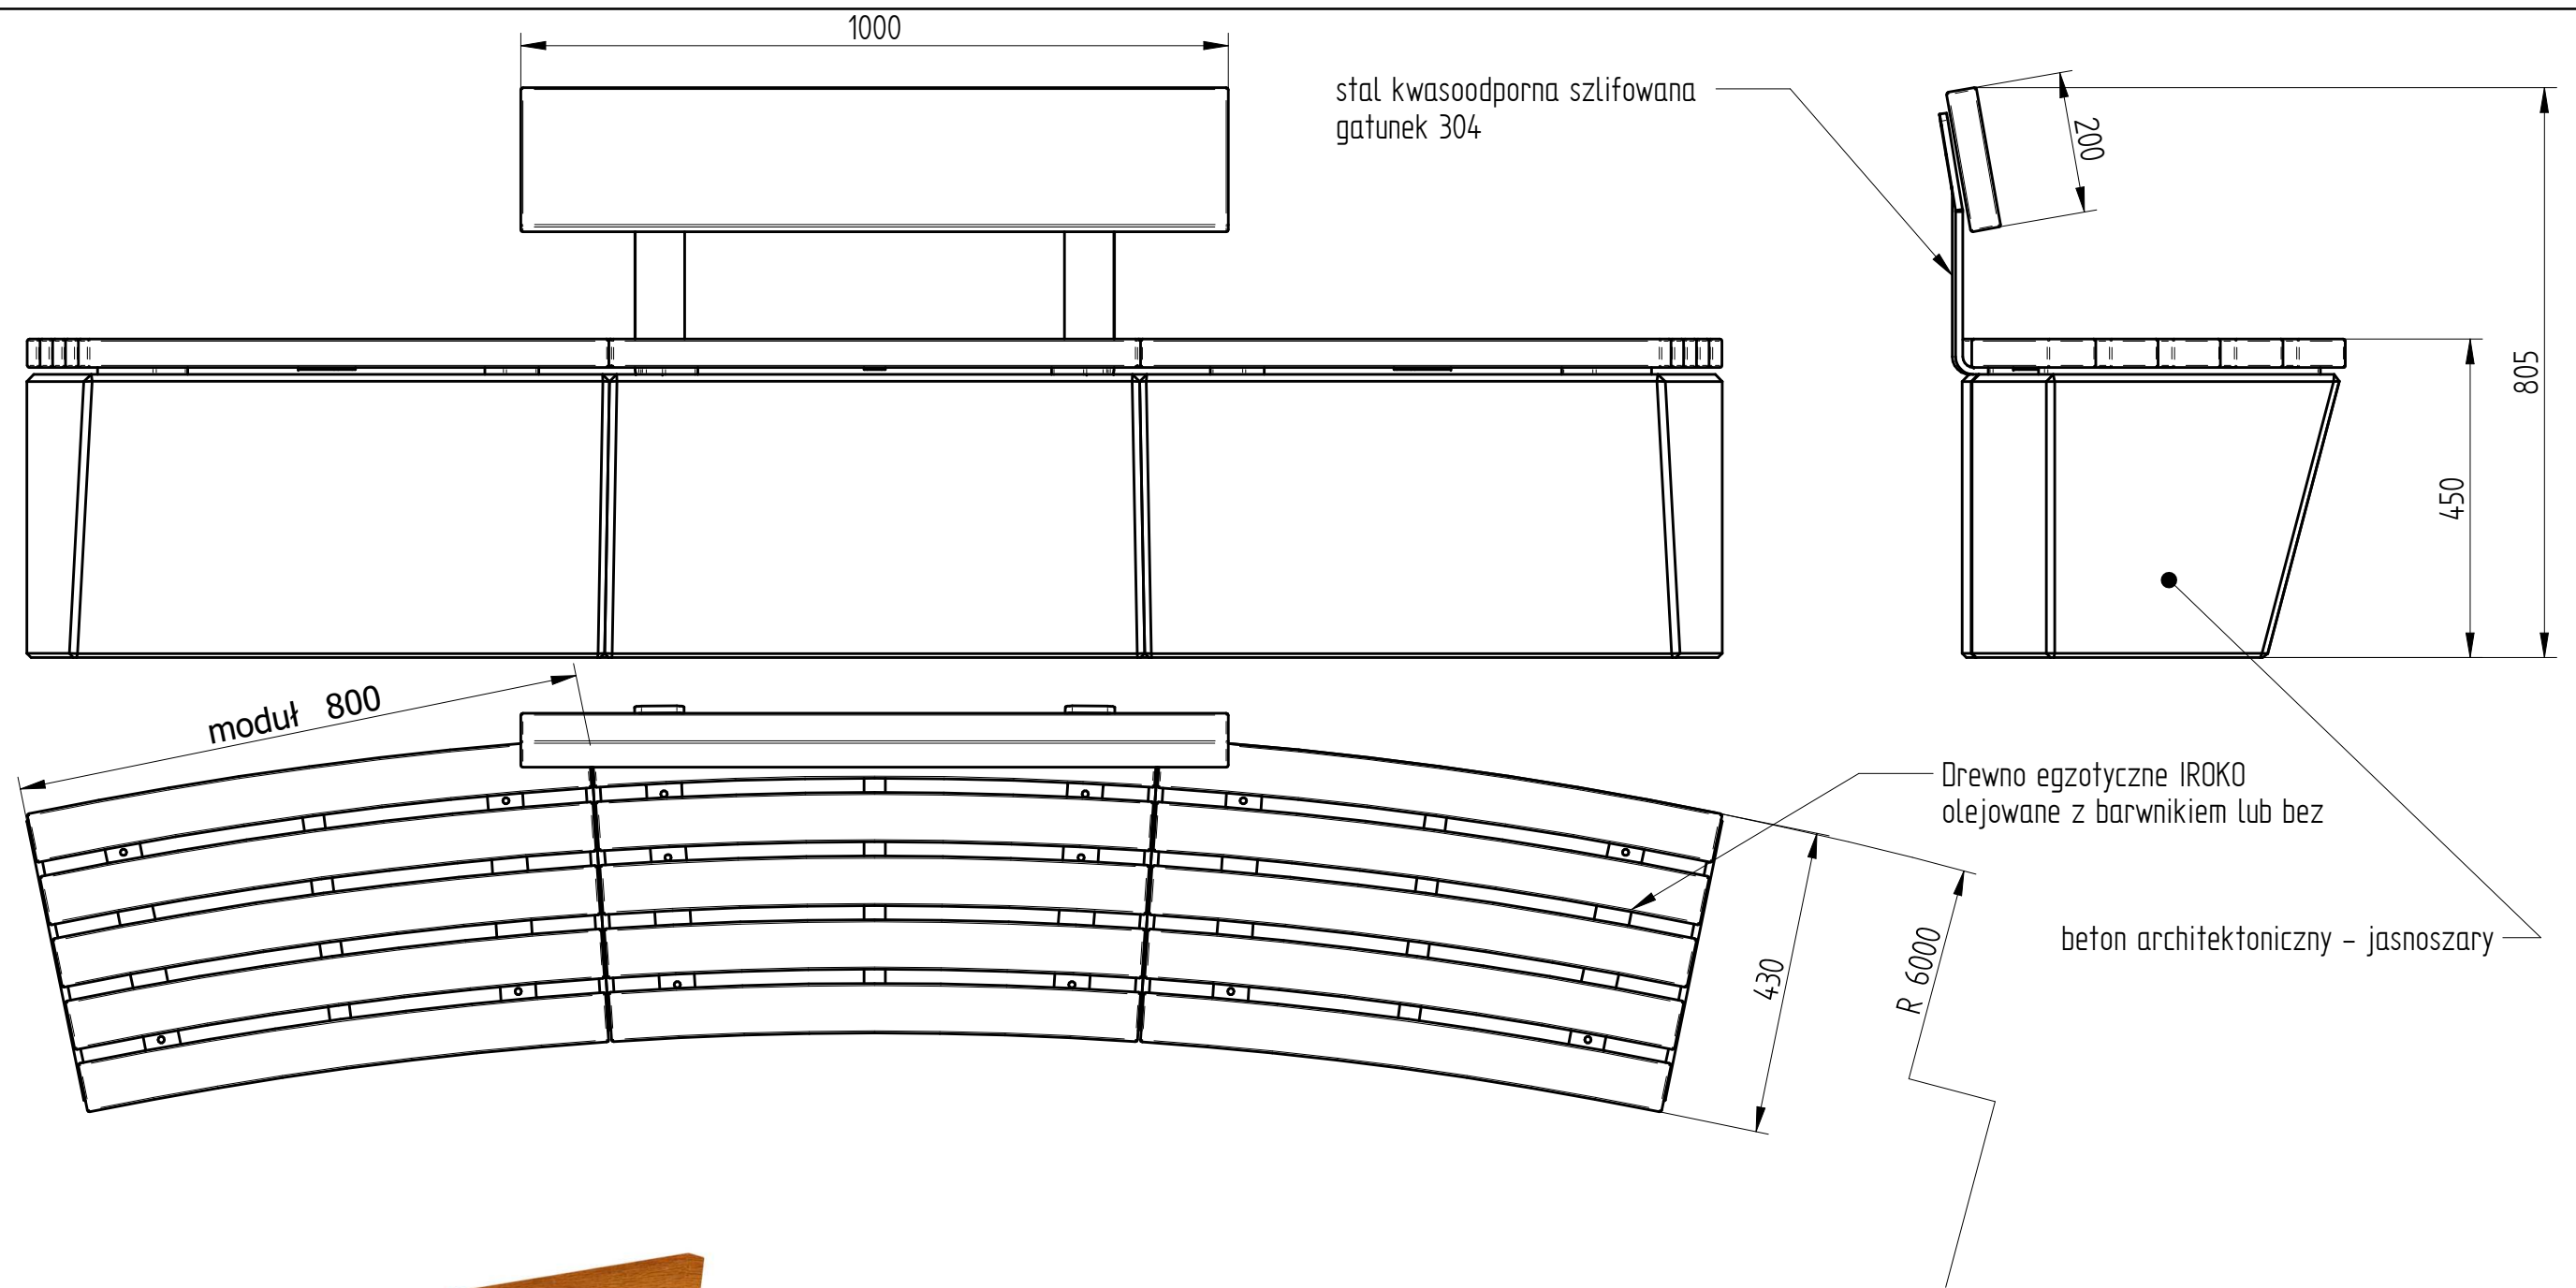 1000
stal kwasoodporna szlifowana
gatunek 304
200
805
450
moduł 800
Drewno egzotyczne IROKO
olejowane z barwnikiem lub bez
430
R 6000
beton architektoniczny - jasnoszary